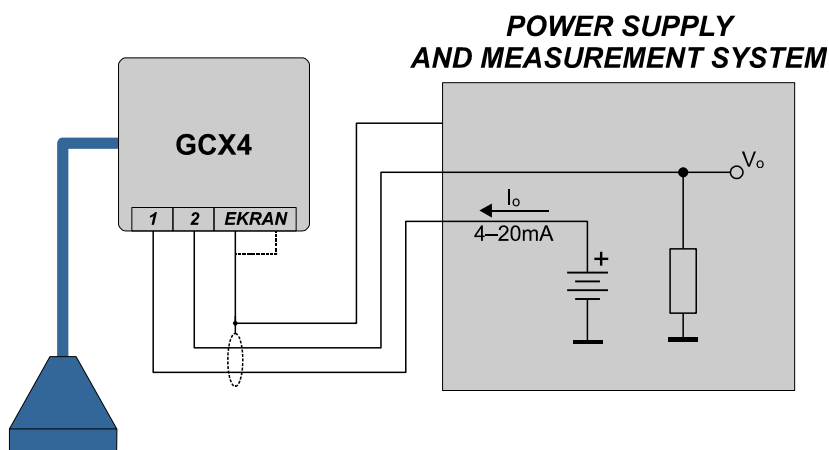 POWER SUPPLY
AND MEASUREMENT SYSTEM
GCX4
1 2 EKRAN
Vo
Io
4–20mA
+